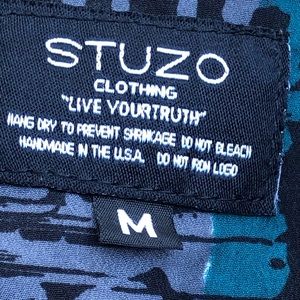 STUZO
CLOTHING
"LIVE YOURTRUTH"
HANG DRY TO PREVENT SHRINKAGE DO NOT BLEACH
HANDMADE IN THE U.S.A. DO NOT IRON LOGO
M